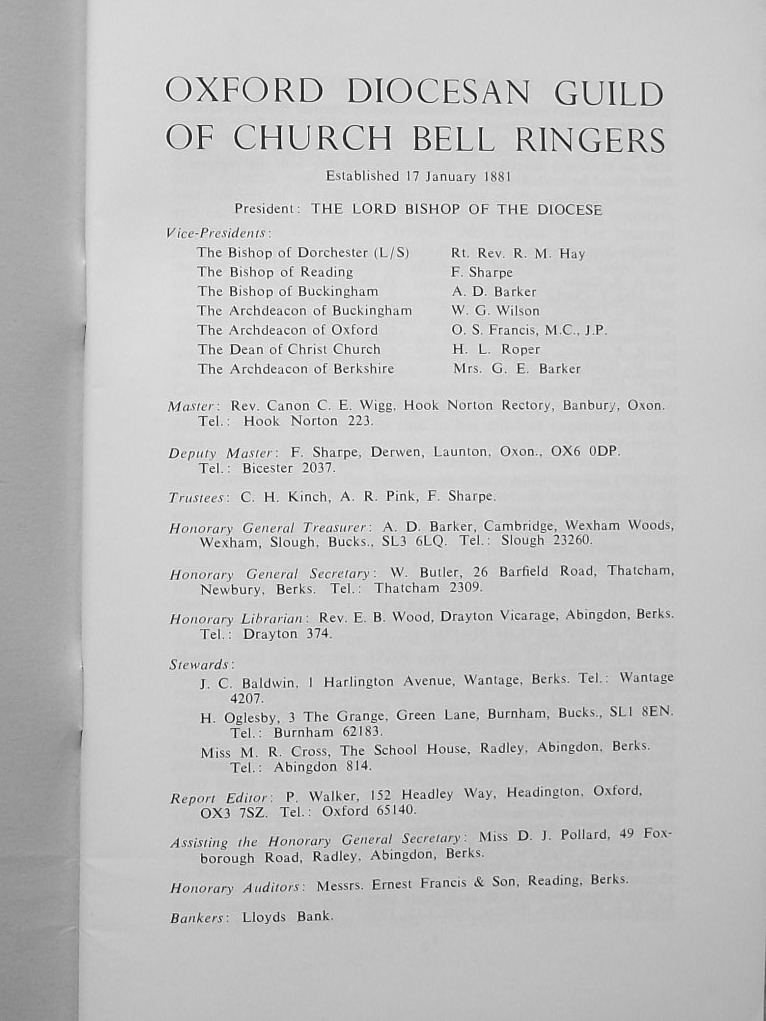 OXFORD DIOCESAN GUILD
OF CHURCH BELL RINGERS
Established 17 January 1881
President: THE LORD BISHOP OF THE DIOCESE
Vice-Presidents:
The Bishop of Dorchester (L/S) Rt. Rev. R. M. Hay
The Bishop of Reading F. Sharpe
The Bishop of Buckingham A. D. Barker
The Archdeacon of Buckingham W. G. Wilson
The Archdeacon of Oxford O. S. Francis, M.C., J.P.
The Dean of Christ Church H. L. Roper
The Archdeacon of Berkshire Mrs. G. E. Barker
Master: Rev. Canon C. E. Wigg, Hook Norton Rectory, Banbury, Oxon.
Tel.: Hook Norton 223.
Deputy Master: F. Sharpe, Derwen, Launton, Oxon., OX6 0DP.
Tel.: Bicester 2037.
Trustees: C. H. Kinch, A. R. Pink, F. Sharpe.
Honorary General Treasurer: A. D. Barker, Cambridge, Wexham Woods,
Wexham, Slough, Bucks., SL3 6LQ. Tel.: Slough 23260.
Honorary General Secretary: W. Butler, 26 Barfield Road, Thatcham,
Newbury, Berks. Tel.: Thatcham 2309.
Honorary Librarian: Rev. E. B. Wood, Drayton Vicarage, Abingdon, Berks.
Tel.: Drayton 374.
Stewards:
J. C. Baldwin, 1 Harlington Avenue, Wantage, Berks. Tel.: Wantage
4207.
H. Oglesby, 3 The Grange, Green Lane, Burnham, Bucks., SL1 8EN.
Tel.: Burnham 62183.
Miss M. R. Cross, The School House, Radley, Abingdon, Berks.
Tel.: Abingdon 814.
Report Editor: P. Walker, 152 Headley Way, Headington, Oxford,
OX3 7SZ. Tel.: Oxford 65140.
Assisting the Honorary General Secretary: Miss D. J. Pollard, 49 Fox-
borough Road, Radley, Abingdon, Berks.
Honorary Auditors: Messrs. Ernest Francis & Son, Reading, Berks.
Bankers: Lloyds Bank.